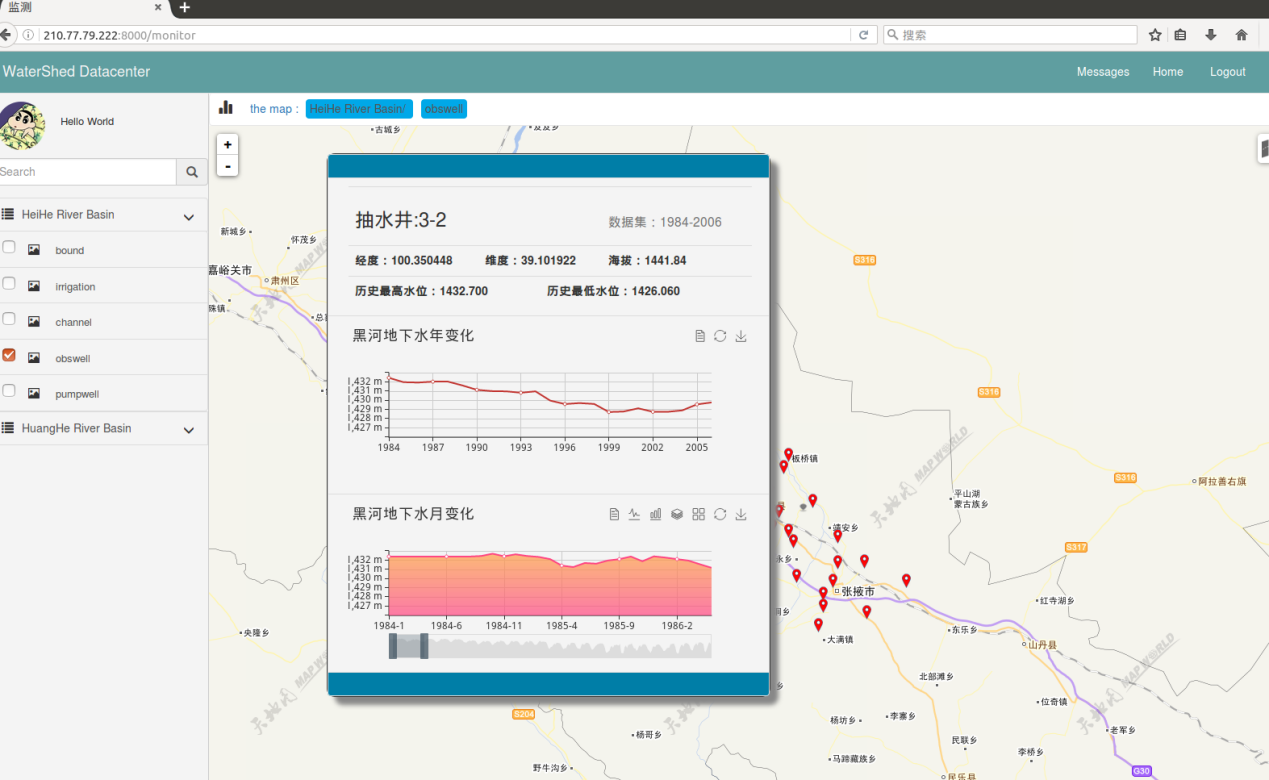 监测
210.77.79.222:8000/monitor
搜索
WaterShed Datacenter
Messages Home Logout
Hello World
the map : HeiHe River Basin/ obswell
Search
HeiHe River Basin
bound
irrigation
channel
obswell
pumpwell
HuangHe River Basin
+
-
抽水井:3-2
数据集：1984-2006
经度：100.350448 维度：39.101922 海拔：1441.84
历史最高水位：1432.700 历史最低水位：1426.060
黑河地下水年变化
1,432 m
1,431 m
1,430 m
1,429 m
1,428 m
1,427 m
1984 1987 1990 1993 1996 1999 2002 2005
黑河地下水月变化
1,432 m
1,431 m
1,430 m
1,429 m
1,428 m
1,427 m
1984-1 1984-6 1984-11 1985-4 1985-9 1986-2
古城乡
友友乡
新城乡
怀茂乡
嘉峪关市
肃州区
S316
S316
S316
板桥镇
平山湖
蒙古族乡
阿拉善右旗
靖安乡
S317
永乡
张掖市
红寺湖乡
大满镇
东乐乡
山丹县
央隆乡
北部滩乡
位奇镇
S204
杨坊乡
李寨乡
老军乡
杨哥乡
民联乡
李桥乡
马蹄藏族乡
野牛沟乡
民乐县
G30
天地图 MAP WORLD